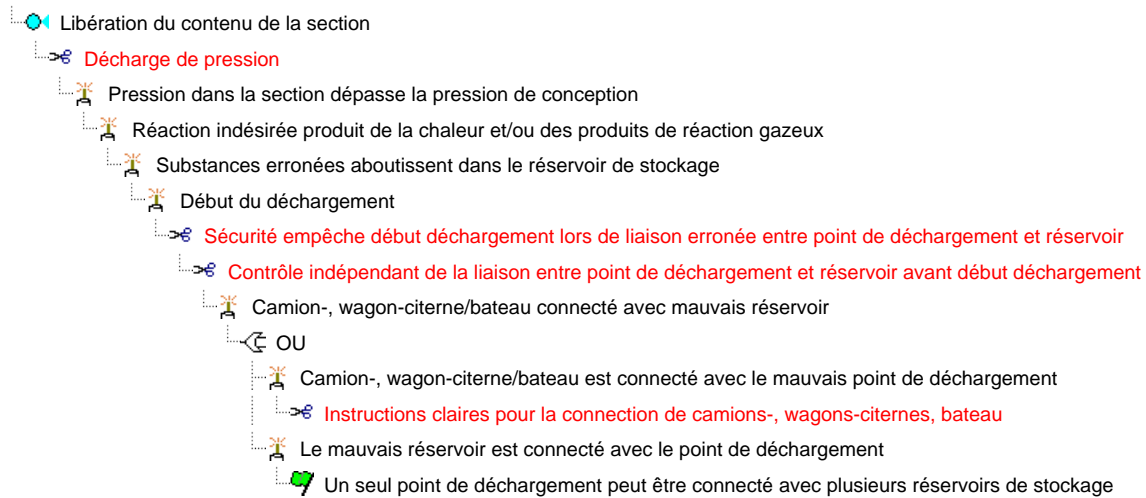 Libération du contenu de la section
Décharge de pression
Pression dans la section dépasse la pression de conception
Réaction indésirée produit de la chaleur et/ou des produits de réaction gazeux
Substances erronées aboutissent dans le réservoir de stockage
Début du déchargement
Sécurité empêche début déchargement lors de liaison erronée entre point de déchargement et réservoir
Contrôle indépendant de la liaison entre point de déchargement et réservoir avant début déchargement
Camion-, wagon-citerne/bateau connecté avec mauvais réservoir
OU
Camion-, wagon-citerne/bateau est connecté avec le mauvais point de déchargement
Instructions claires pour la connection de camions-, wagons-citernes, bateau
Le mauvais réservoir est connecté avec le point de déchargement
Un seul point de déchargement peut être connecté avec plusieurs réservoirs de stockage